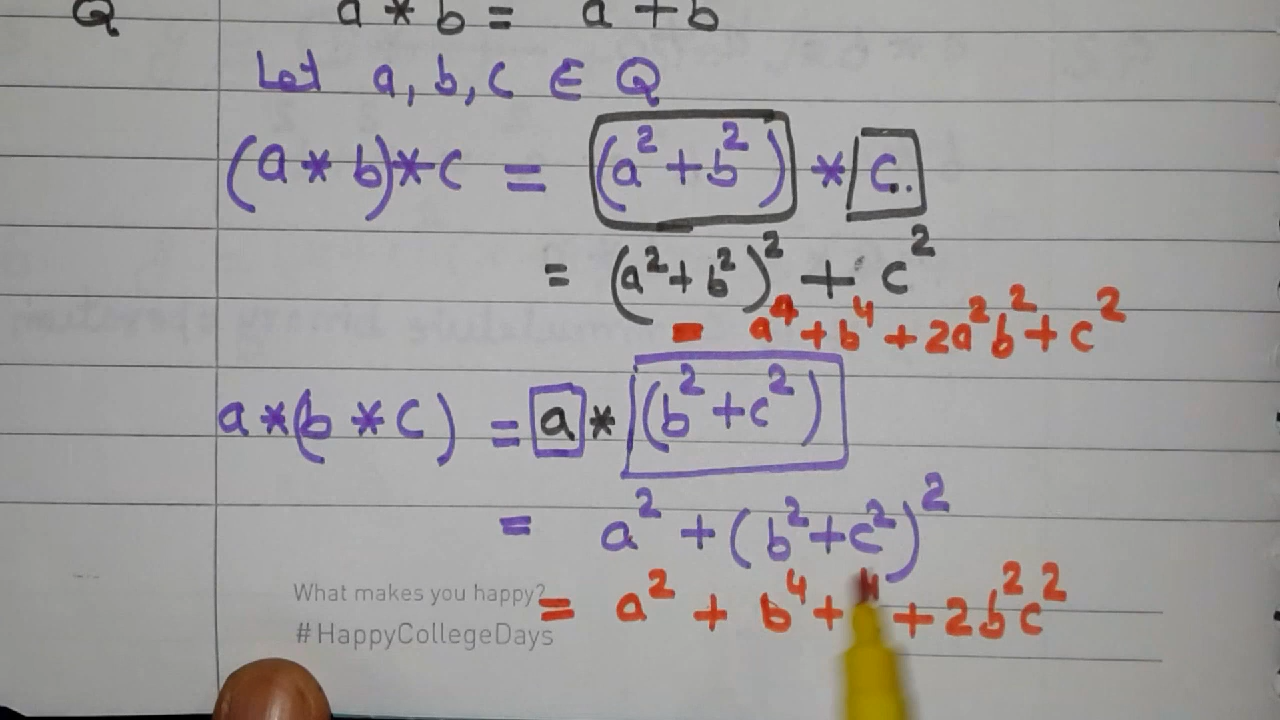 Q a * b = a + b
Let a, b, c ∈ Q
(a * b) * c = (a² + b²) * c.
= (a² + b²)² + c²
= a⁴ + b⁴ + 2a²b² + c²
a * (b * c) = a * (b² + c²)
= a² + (b² + c²)²
= a² + b⁴ + ⁴ + 2b²c²
What makes you happy?
#HappyCollegeDays